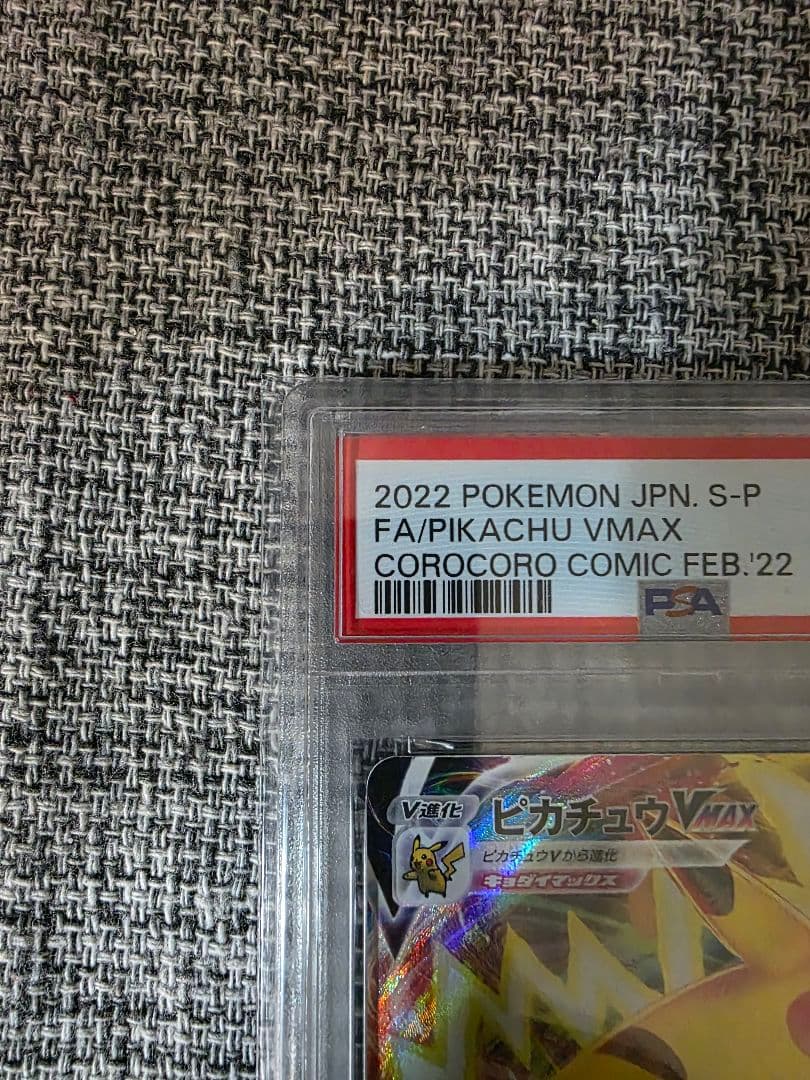 2022 POKEMON JPN. S-P
FA/PIKACHU VMAX
COROCORO COMIC FEB.'22
PSA
V進化
ピカチュウVMAX
ピカチュウVから進化
キョダイマックス